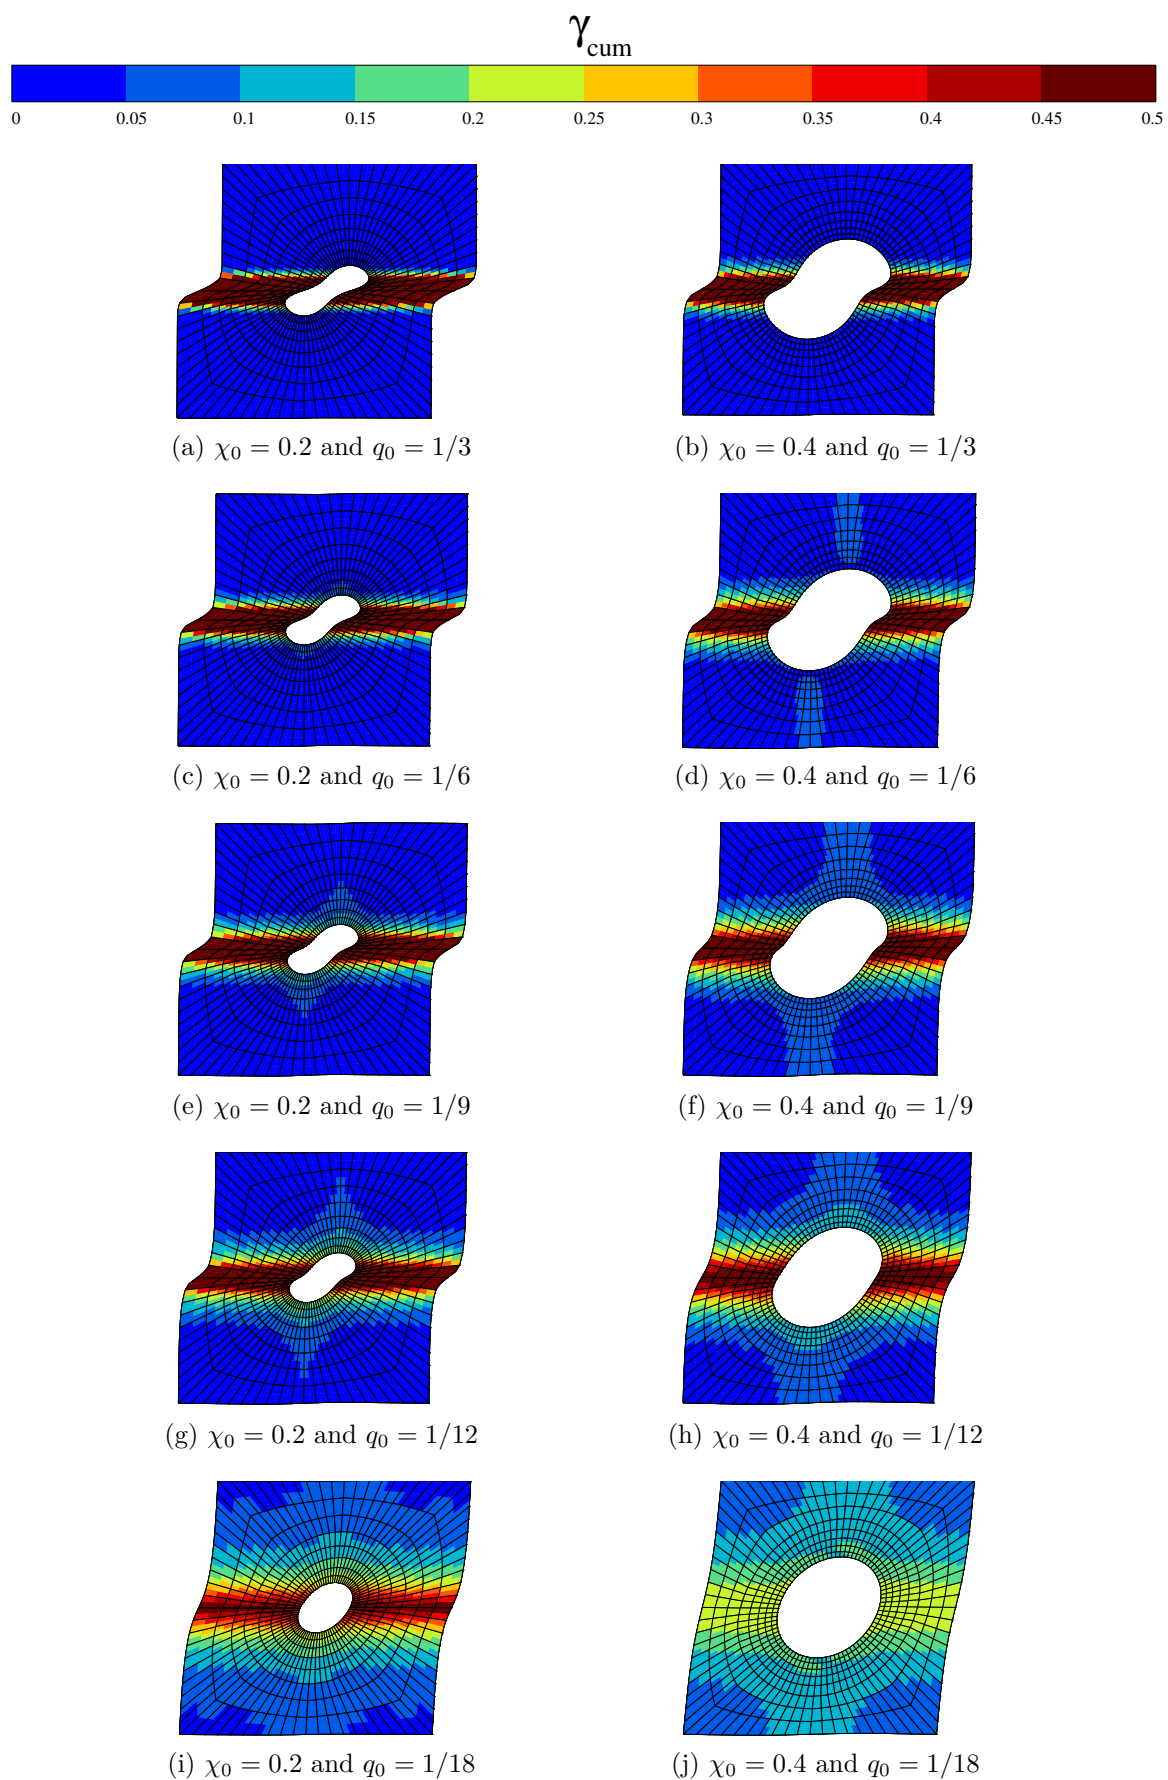 γcum
0 0.05 0.1 0.15 0.2 0.25 0.3 0.35 0.4 0.45 0.5
(a) χ₀ = 0.2 and q₀ = 1/3
(b) χ₀ = 0.4 and q₀ = 1/3
(c) χ₀ = 0.2 and q₀ = 1/6
(d) χ₀ = 0.4 and q₀ = 1/6
(e) χ₀ = 0.2 and q₀ = 1/9
(f) χ₀ = 0.4 and q₀ = 1/9
(g) χ₀ = 0.2 and q₀ = 1/12
(h) χ₀ = 0.4 and q₀ = 1/12
(i) χ₀ = 0.2 and q₀ = 1/18
(j) χ₀ = 0.4 and q₀ = 1/18